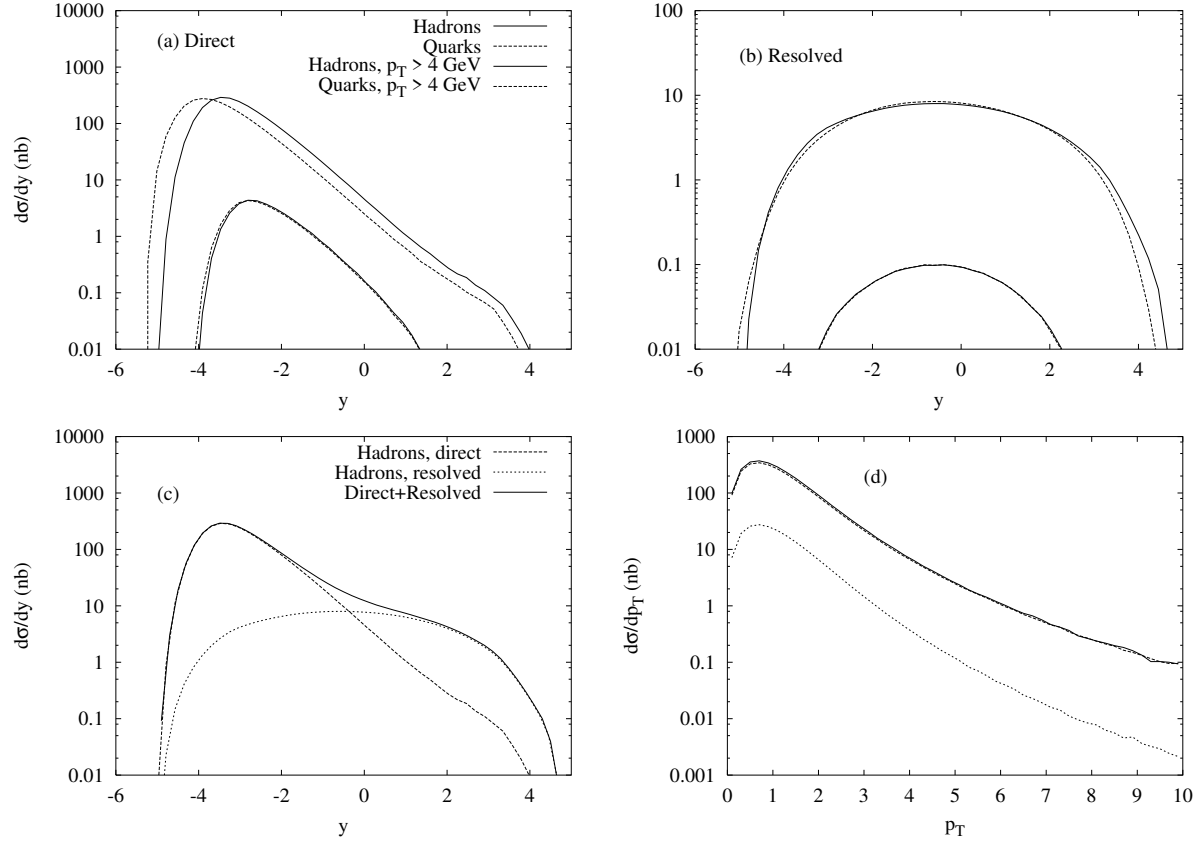 (a) Direct
Hadrons
Quarks
Hadrons, p_T > 4 GeV
Quarks, p_T > 4 GeV
10000
1000
100
10
1
0.1
0.01
dσ/dy (nb)
-6 -4 -2 0 2 4
y
(b) Resolved
100
10
1
0.1
0.01
-6 -4 -2 0 2 4
y
(c)
Hadrons, direct
Hadrons, resolved
Direct+Resolved
10000
1000
100
10
1
0.1
0.01
dσ/dy (nb)
-6 -4 -2 0 2 4
y
(d)
1000
100
10
1
0.1
0.01
0.001
dσ/dp_T (nb)
0 1 2 3 4 5 6 7 8 9 10
p_T